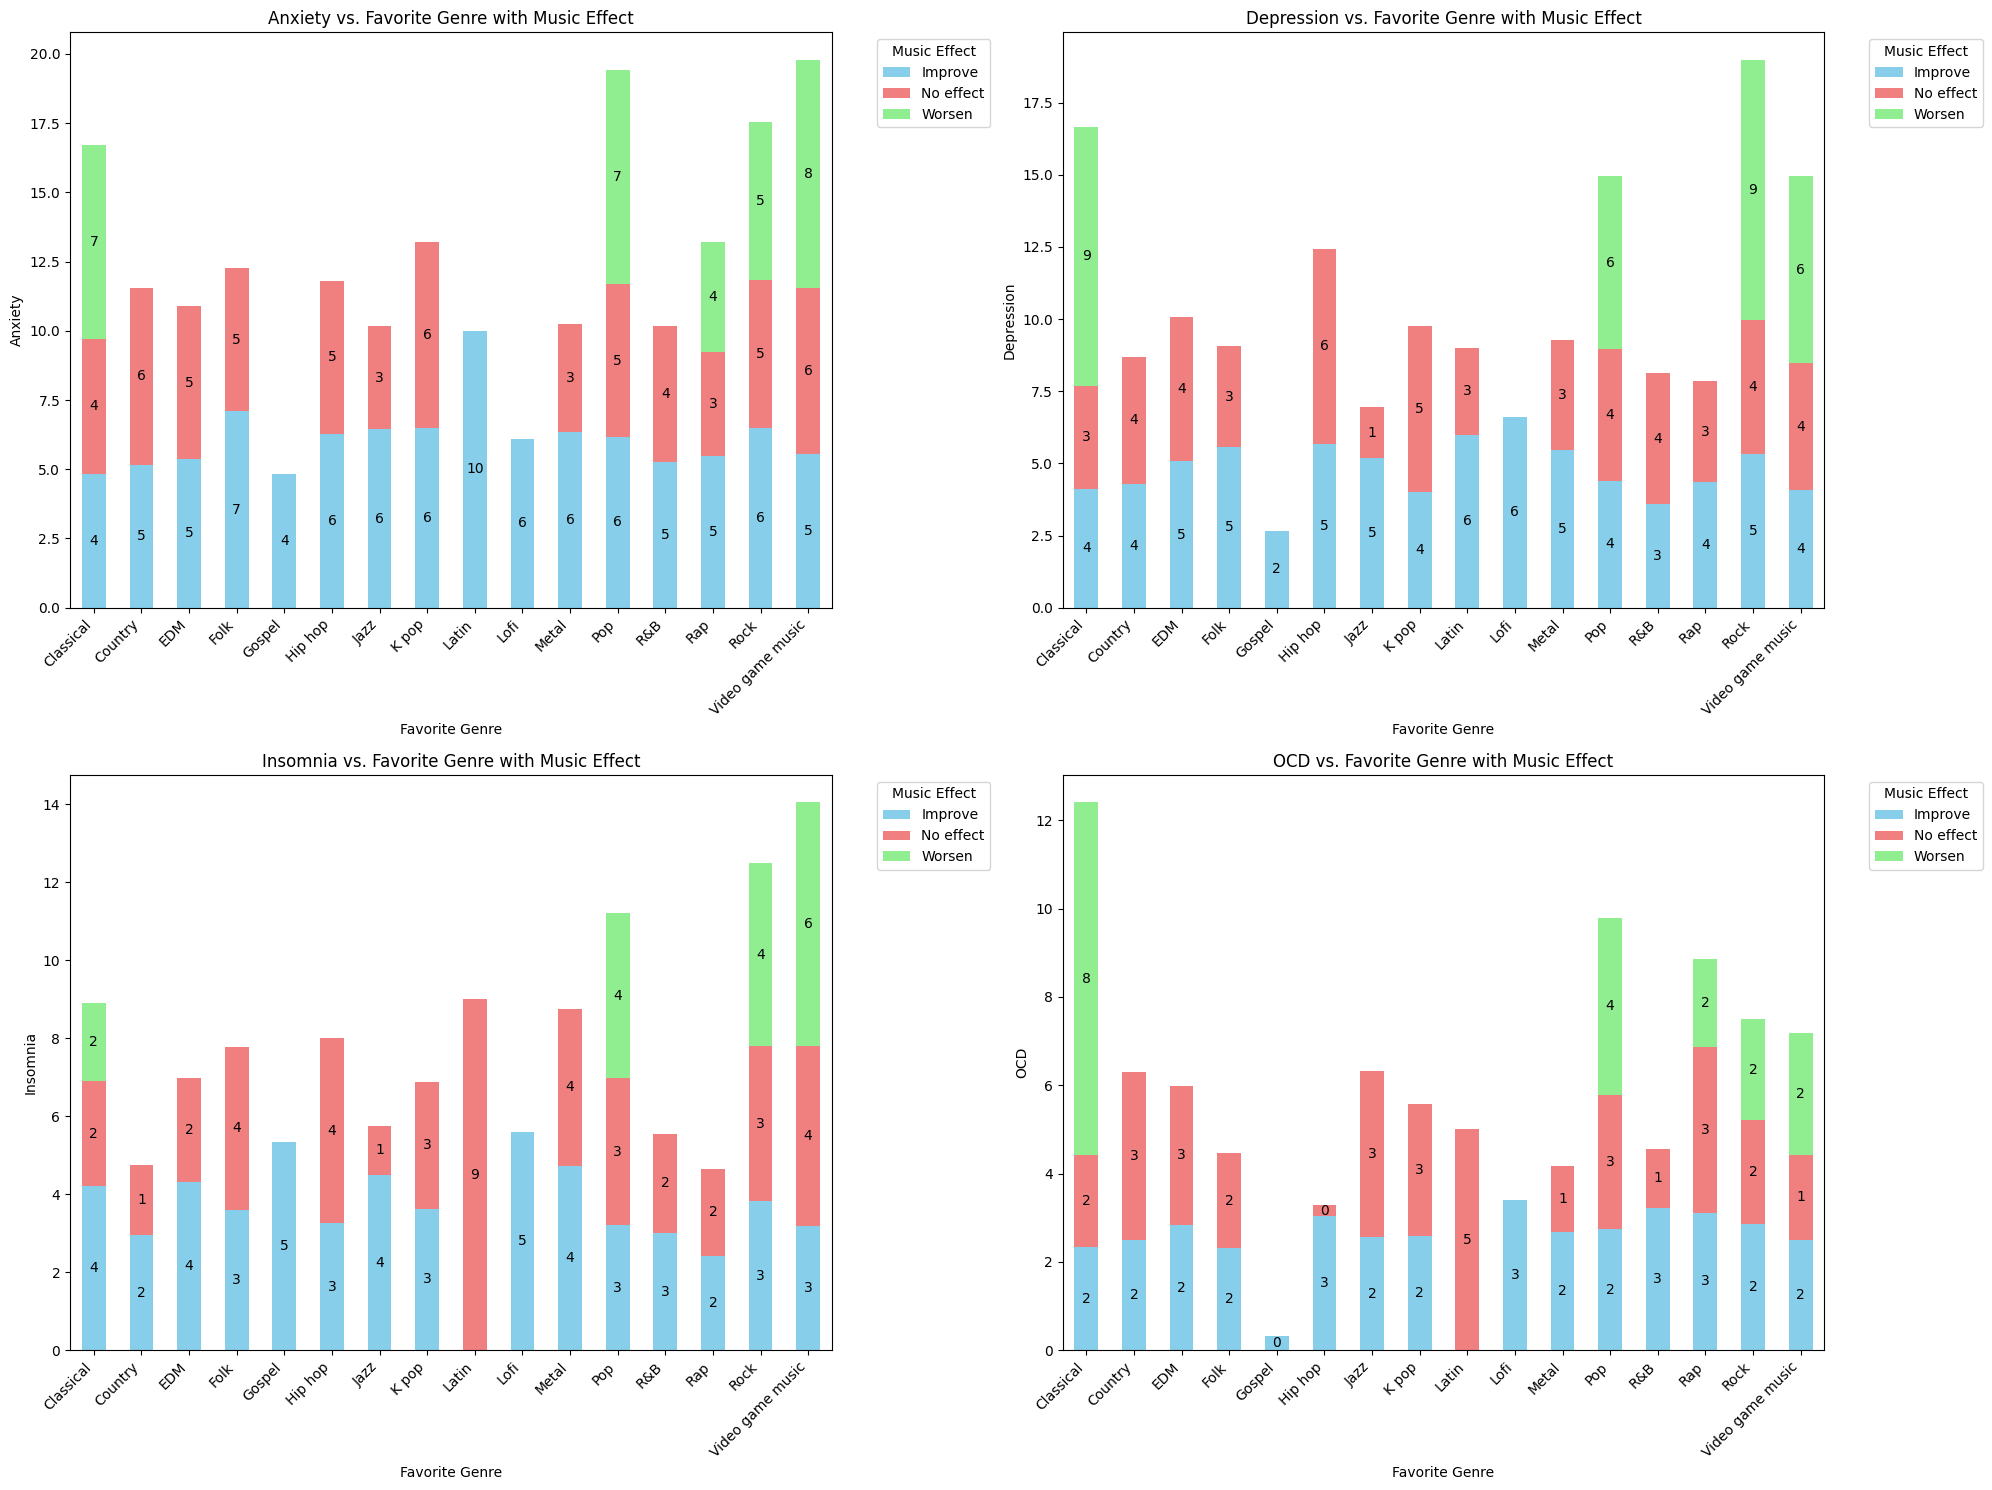 Anxiety vs. Favorite Genre with Music Effect
20.0
17.5
15.0
12.5
10.0
7.5
5.0
2.5
0.0
Anxiety
7
4
4
6
5
5
5
5
7
4
5
6
3
6
6
6
10
6
3
6
7
5
6
4
5
4
3
5
5
5
6
8
6
5
Classical
Country
EDM
Folk
Gospel
Hip hop
Jazz
K pop
Latin
Lofi
Metal
Pop
R&B
Rap
Rock
Video game music
Favorite Genre
Music Effect
Improve
No effect
Worsen
Depression vs. Favorite Genre with Music Effect
17.5
15.0
12.5
10.0
7.5
5.0
2.5
0.0
Depression
9
3
4
4
4
4
5
3
5
2
6
5
1
5
5
4
3
6
6
3
5
6
4
4
4
3
3
4
9
4
5
6
4
4
Classical
Country
EDM
Folk
Gospel
Hip hop
Jazz
K pop
Latin
Lofi
Metal
Pop
R&B
Rap
Rock
Video game music
Favorite Genre
Music Effect
Improve
No effect
Worsen
Insomnia vs. Favorite Genre with Music Effect
14
12
10
8
6
4
2
0
Insomnia
2
2
4
1
2
2
4
4
3
5
4
3
1
4
3
3
9
5
4
4
4
3
3
2
3
2
2
4
3
3
6
4
3
Classical
Country
EDM
Folk
Gospel
Hip hop
Jazz
K pop
Latin
Lofi
Metal
Pop
R&B
Rap
Rock
Video game music
Favorite Genre
Music Effect
Improve
No effect
Worsen
OCD vs. Favorite Genre with Music Effect
12
10
8
6
4
2
0
OCD
8
2
2
3
2
3
2
2
2
0
0
3
3
2
3
2
5
3
1
2
4
3
2
1
3
2
3
3
2
2
2
2
1
2
Classical
Country
EDM
Folk
Gospel
Hip hop
Jazz
K pop
Latin
Lofi
Metal
Pop
R&B
Rap
Rock
Video game music
Favorite Genre
Music Effect
Improve
No effect
Worsen